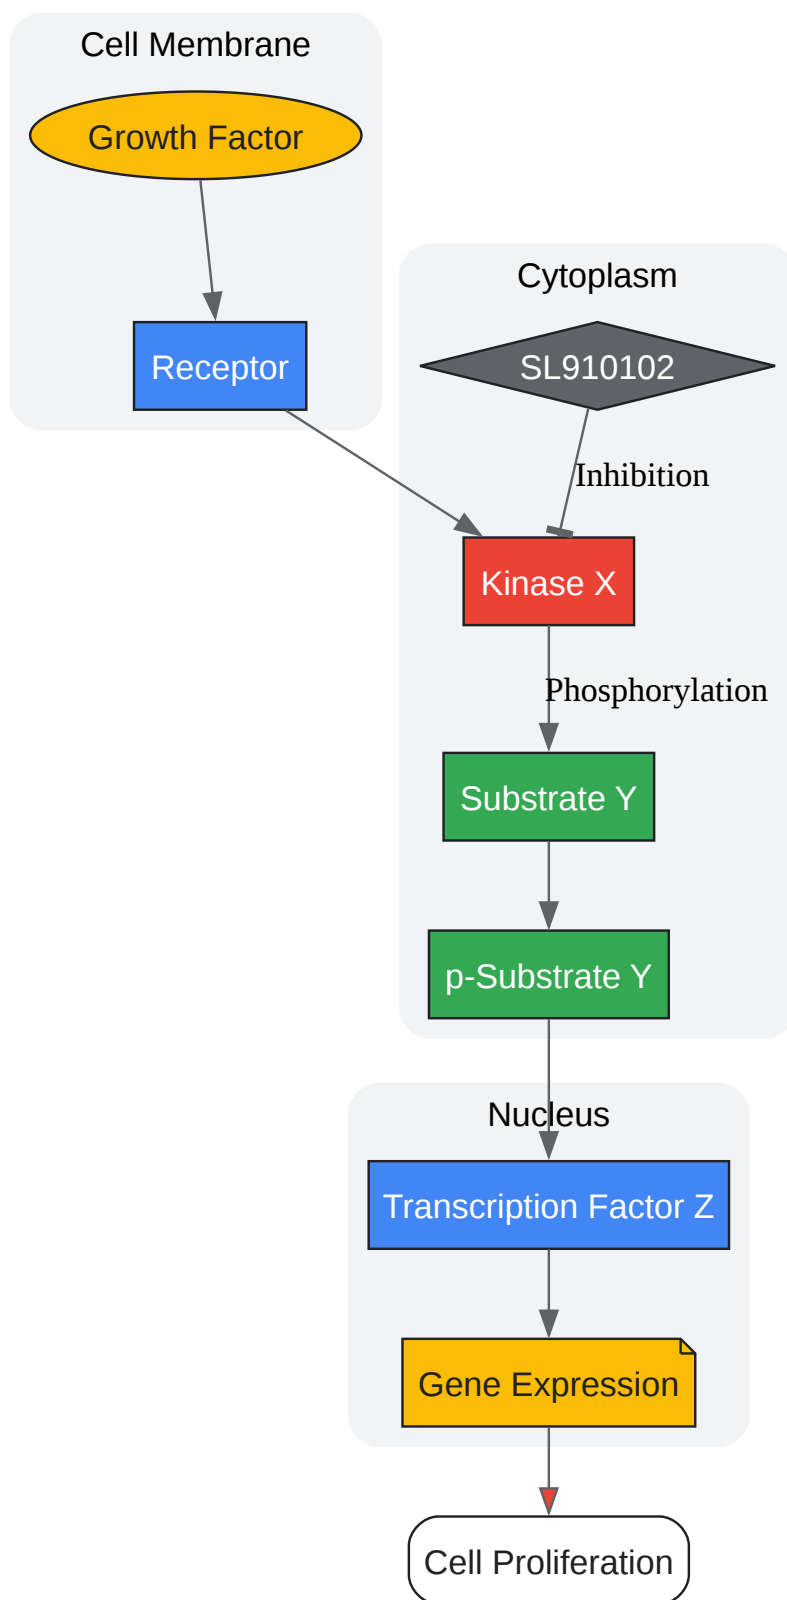 Cell Membrane
Growth Factor
Receptor
Cytoplasm
SL910102
Inhibition
Kinase X
Phosphorylation
Substrate Y
p-Substrate Y
Nucleus
Transcription Factor Z
Gene Expression
Cell Proliferation